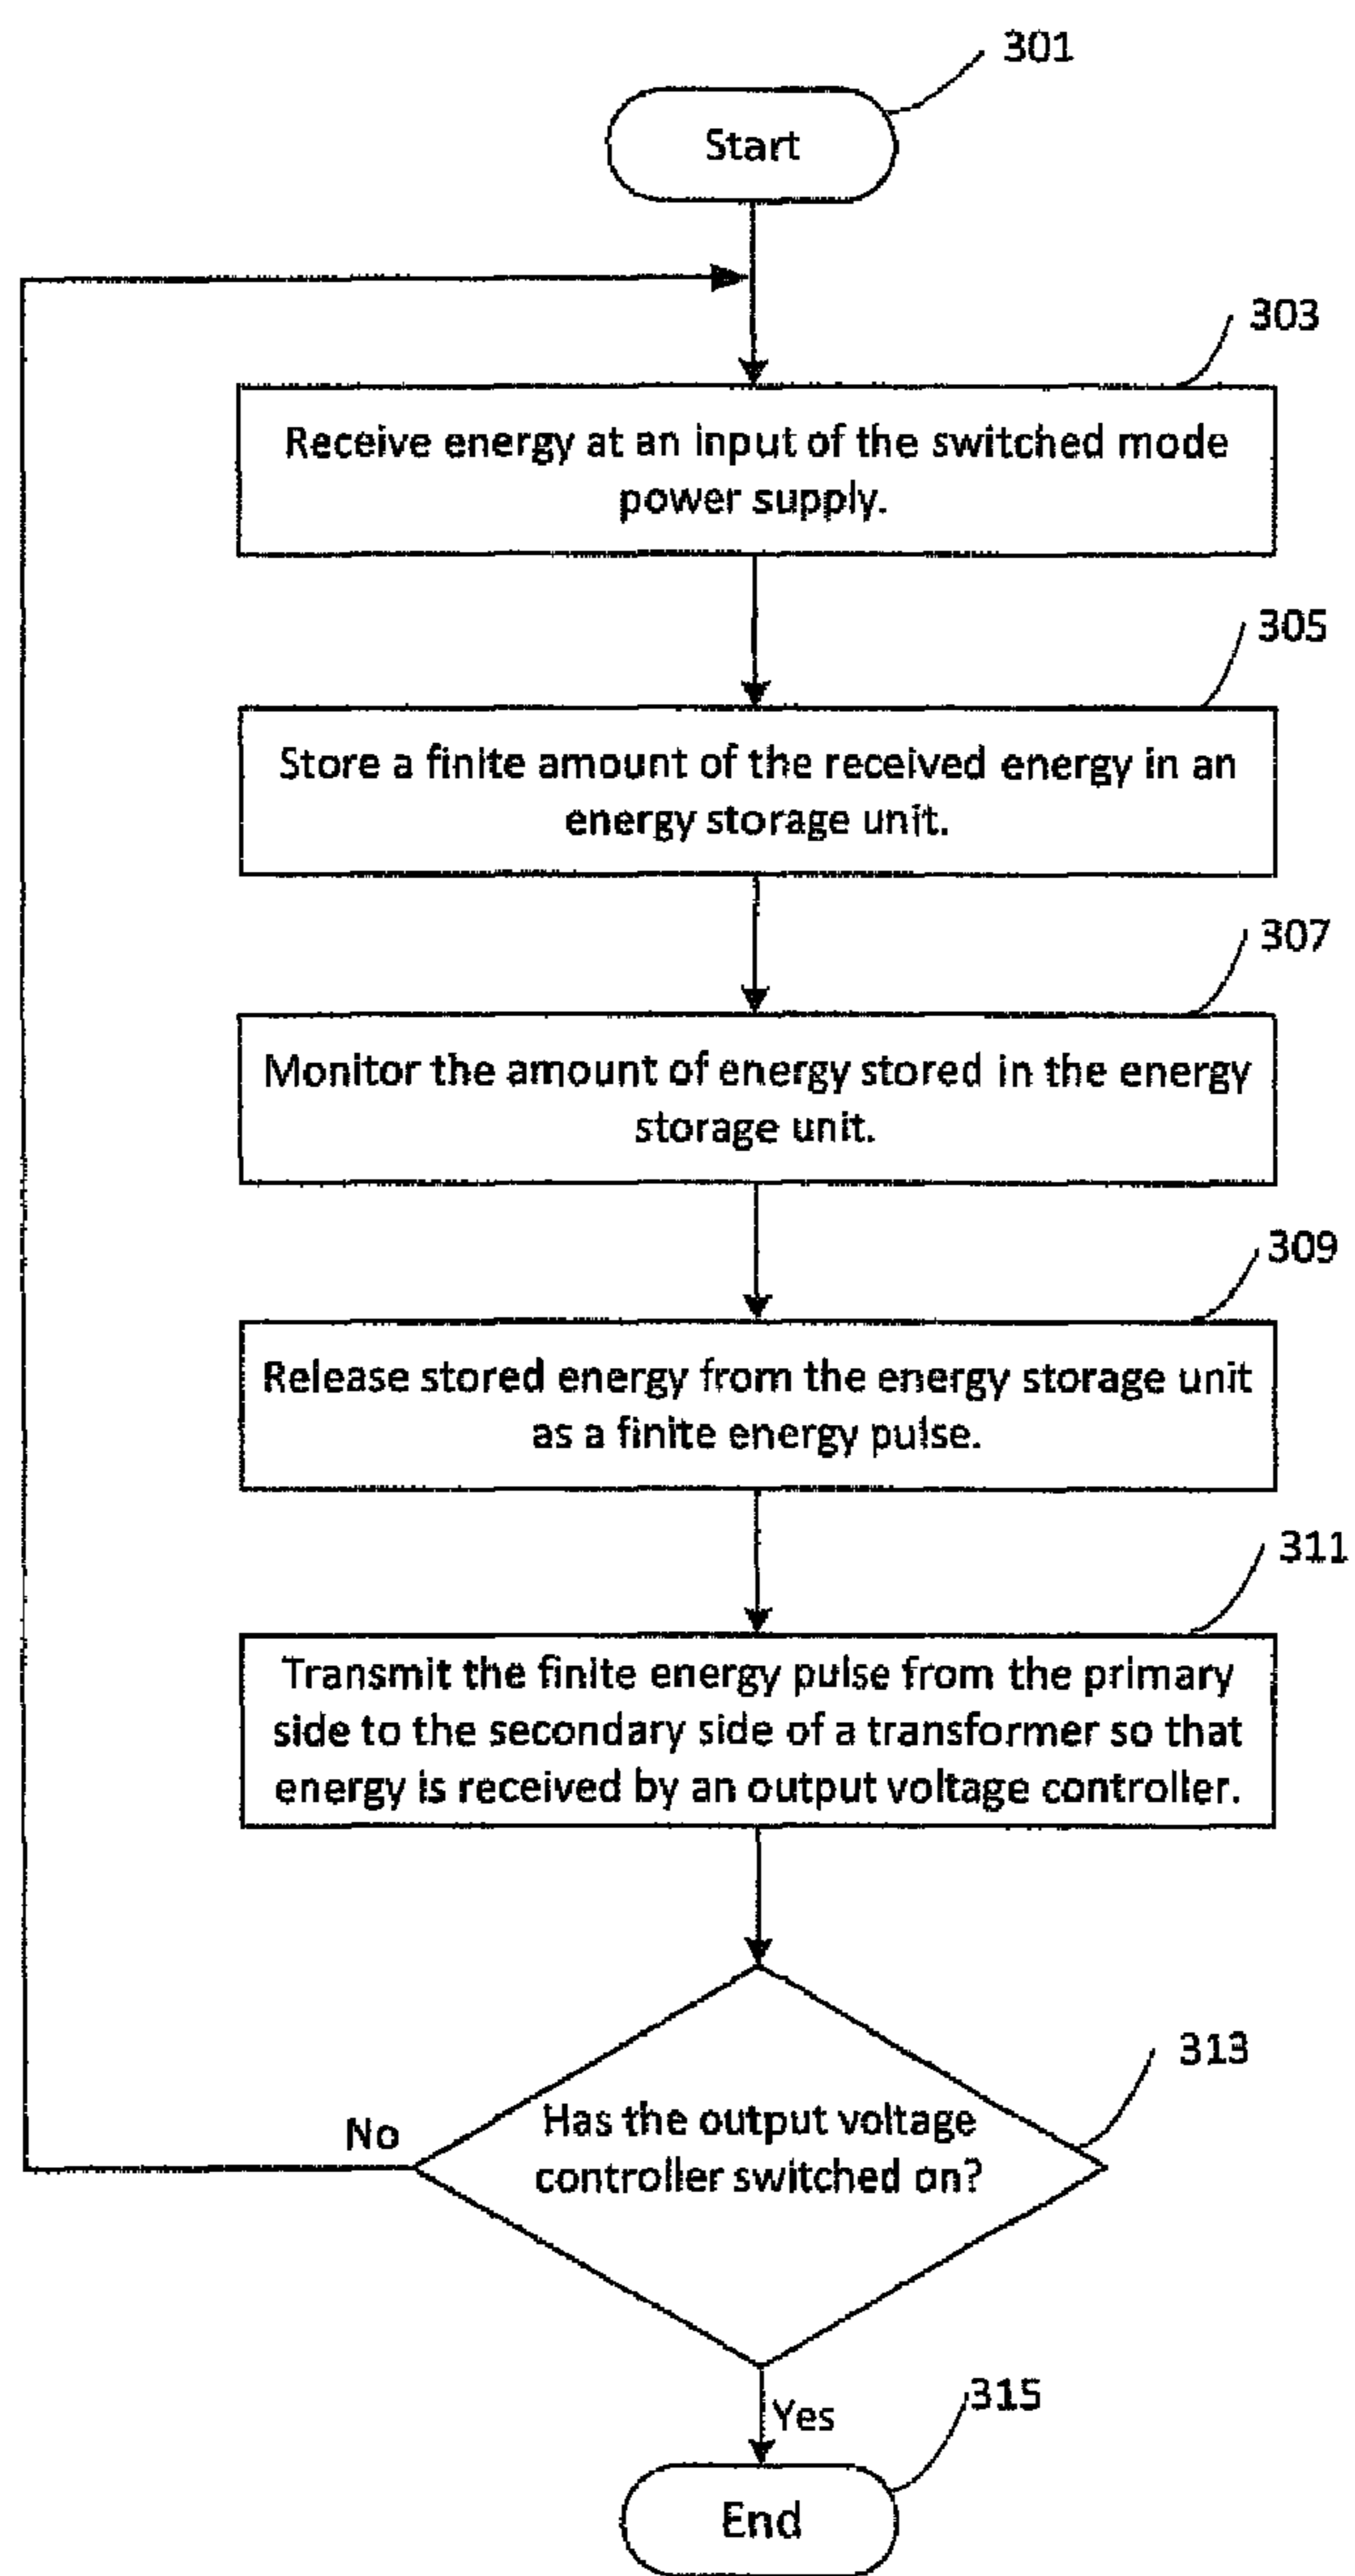 301
Start
303
Receive energy at an input of the switched mode
power supply.
305
Store a finite amount of the received energy in an
energy storage unit.
307
Monitor the amount of energy stored in the energy
storage unit.
309
Release stored energy from the energy storage unit
as a finite energy pulse.
311
Transmit the finite energy pulse from the primary
side to the secondary side of a transformer so that
energy is received by an output voltage controller.
313
No
Has the output voltage
controller switched on?
315
Yes
End